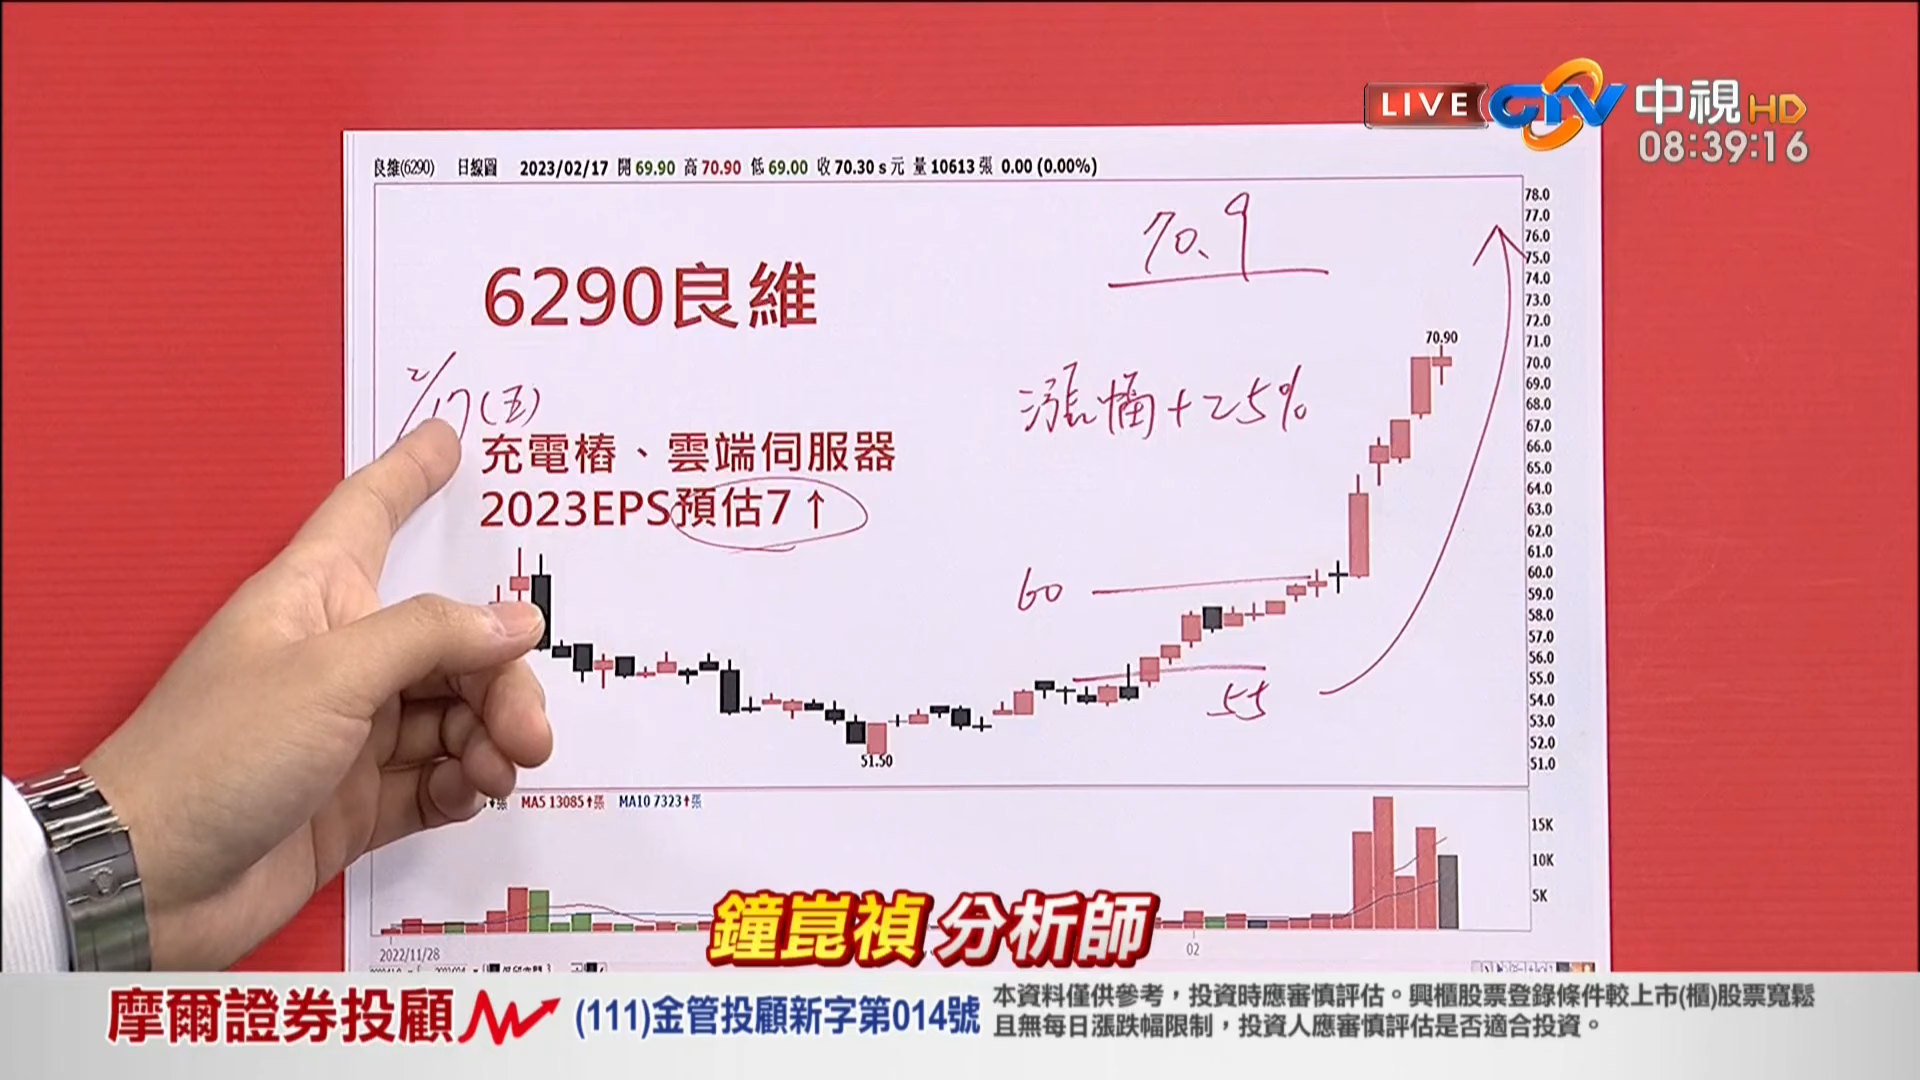 LIVE CTV 中視 HD
08:39:16
良維(6290) 日線圖 2023/02/17 開 69.90 高 70.90 低 69.00 收 70.30 s 元 量 10613 張 0.00 (0.00%)
70.9
6290良維
2/17(五)
漲幅+25%
充電樁、雲端伺服器
2023EPS預估7↑
60
55
70.90
51.50
78.0
77.0
76.0
75.0
74.0
73.0
72.0
71.0
70.0
69.0
68.0
67.0
66.0
65.0
64.0
63.0
62.0
61.0
60.0
59.0
58.0
57.0
56.0
55.0
54.0
53.0
52.0
51.0
MA5 13085↑張 MA10 7323↑張
15K
10K
5K
2022/11/28
02
鐘崑禎 分析師
摩爾證券投顧
(111)金管投顧新字第014號
本資料僅供參考，投資時應審慎評估。興櫃股票登錄條件較上市(櫃)股票寬鬆
且無每日漲跌幅限制，投資人應審慎評估是否適合投資。